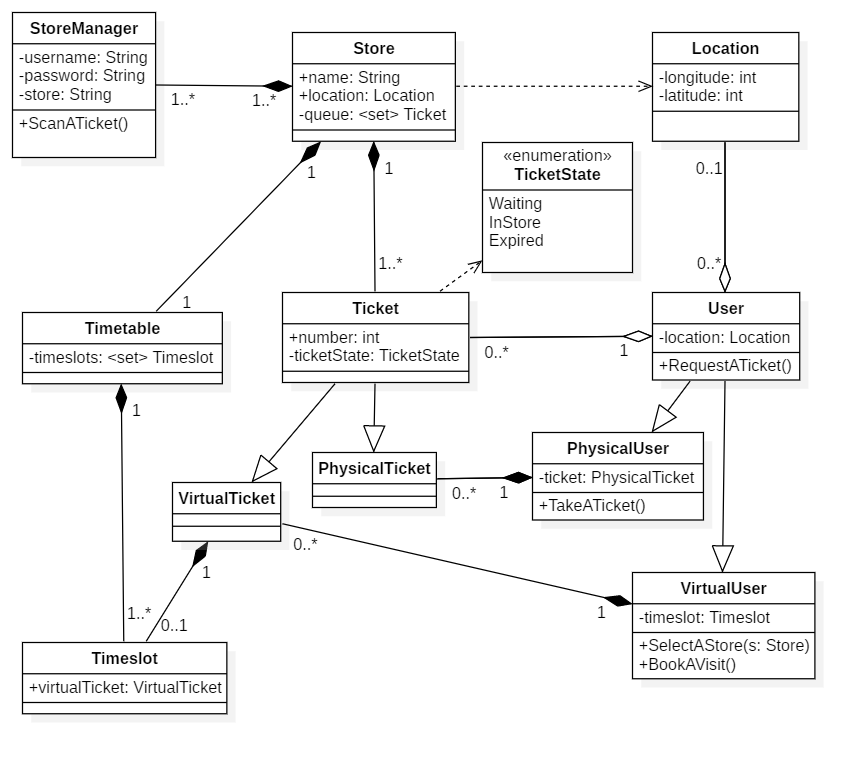 StoreManager
-username: String
-password: String
-store: String
+ScanATicket()
1..*
1..*
Store
+name: String
+location: Location
-queue: <set> Ticket
Location
-longitude: int
-latitude: int
1
1
1
1..*
«enumeration»
TicketState
Waiting
InStore
Expired
0..1
0..*
Timetable
-timeslots: <set> Timeslot
Ticket
+number: int
-ticketState: TicketState
0..*
1
User
-location: Location
+RequestATicket()
1
1..*
PhysicalTicket
0..*
1
PhysicalUser
-ticket: PhysicalTicket
+TakeATicket()
VirtualTicket
1
0..1
0..*
1
VirtualUser
-timeslot: Timeslot
+SelectAStore(s: Store)
+BookAVisit()
Timeslot
+virtualTicket: VirtualTicket